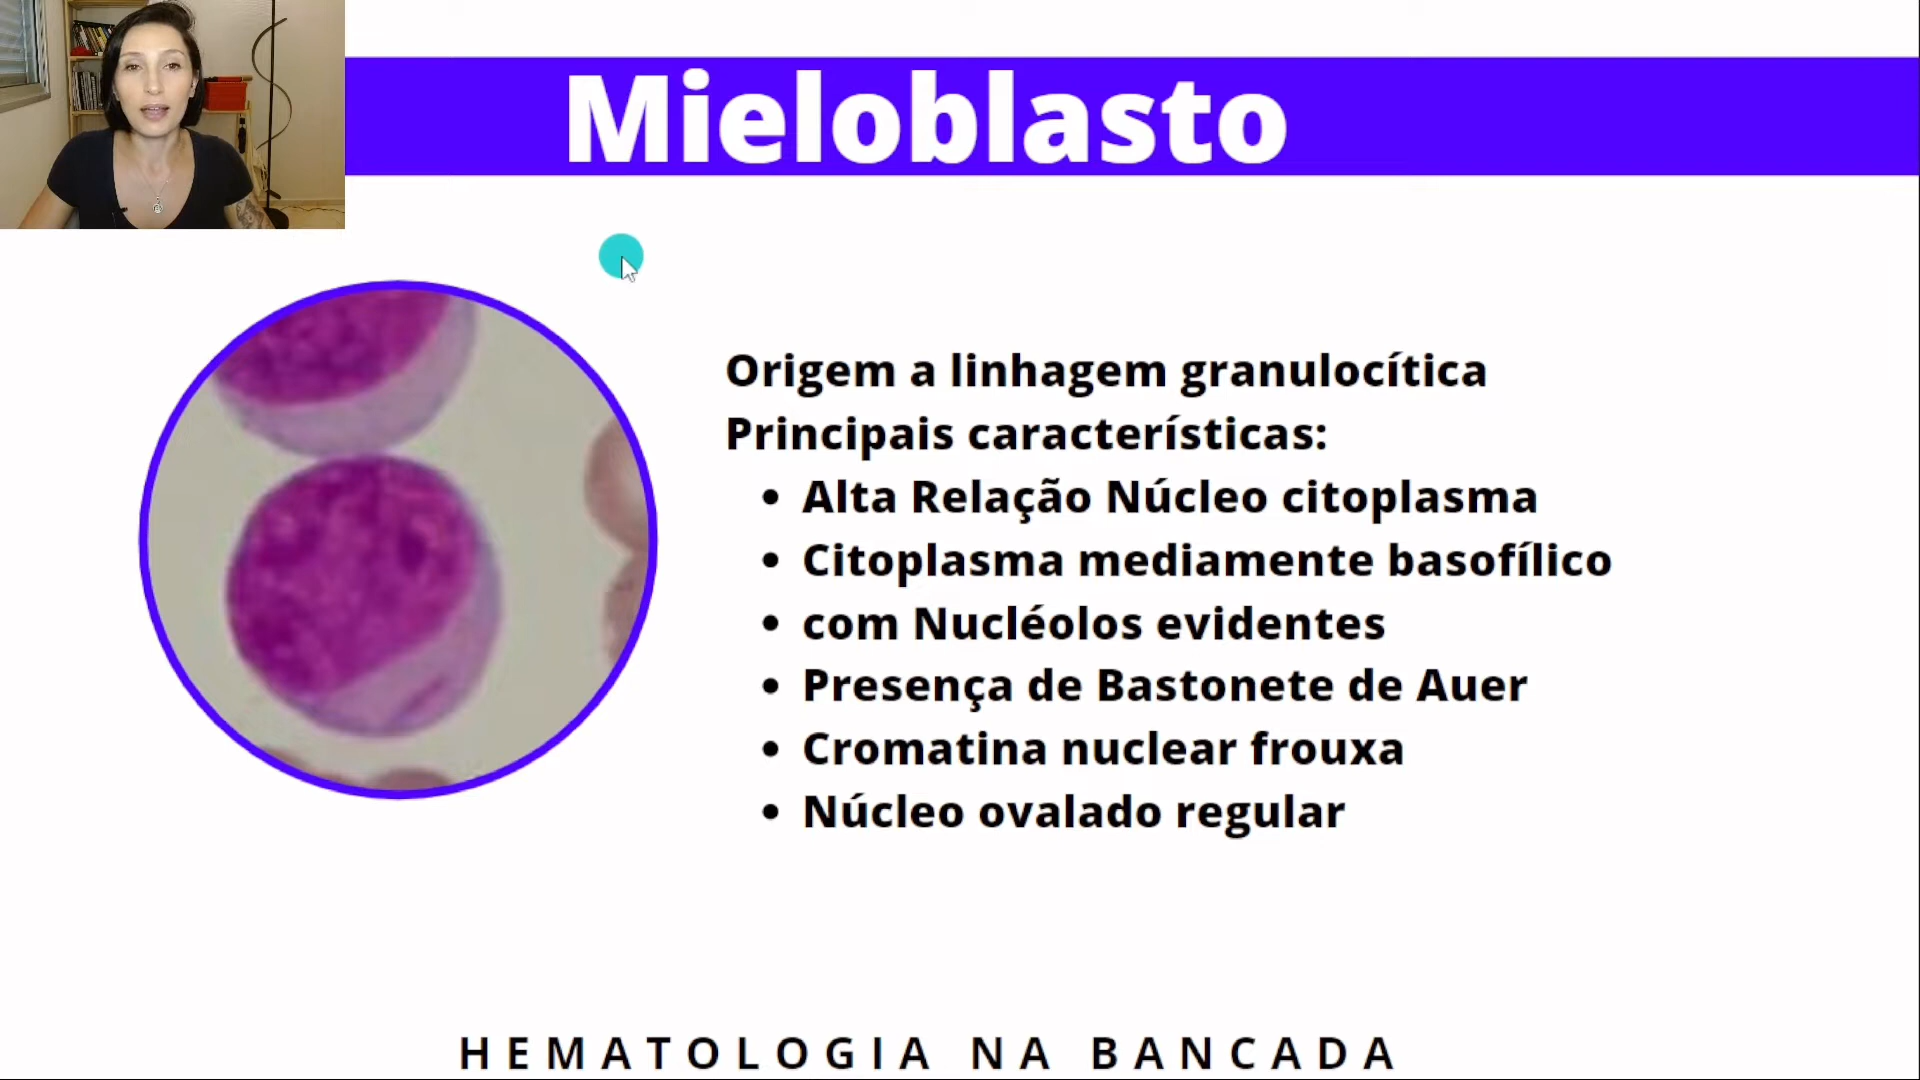 Mieloblasto
Origem a linhagem granulocítica
Principais características:
• Alta Relação Núcleo citoplasma
• Citoplasma mediamente basofílico
• com Nucléolos evidentes
• Presença de Bastonete de Auer
• Cromatina nuclear frouxa
• Núcleo ovalado regular
HEMATOLOGIA NA BANCADA